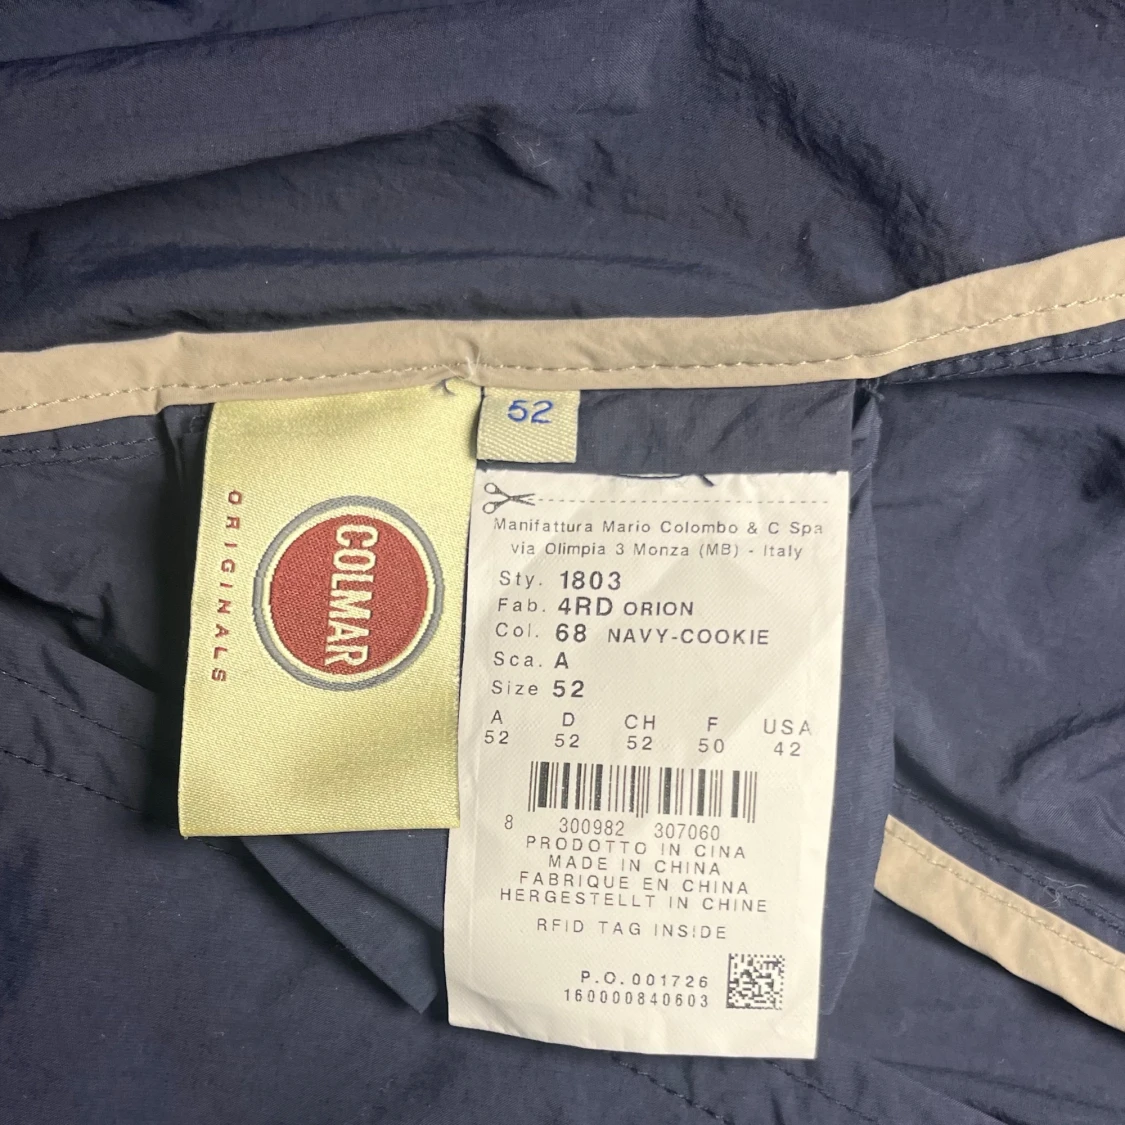 ORIGINALS
COLMAR
52
Manifattura Mario Colombo & C Spa
via Olimpia 3 Monza (MB) - Italy
Sty. 1803
Fab. 4RD ORION
Col. 68 NAVY-COOKIE
Sca. A
Size 52
A D CH F USA
52 52 52 50 42
8 300982 307060
PRODOTTO IN CINA
MADE IN CHINA
FABRIQUE EN CHINA
HERGESTELLT IN CHINE
RFID TAG INSIDE
P.O. 001726
160000840603